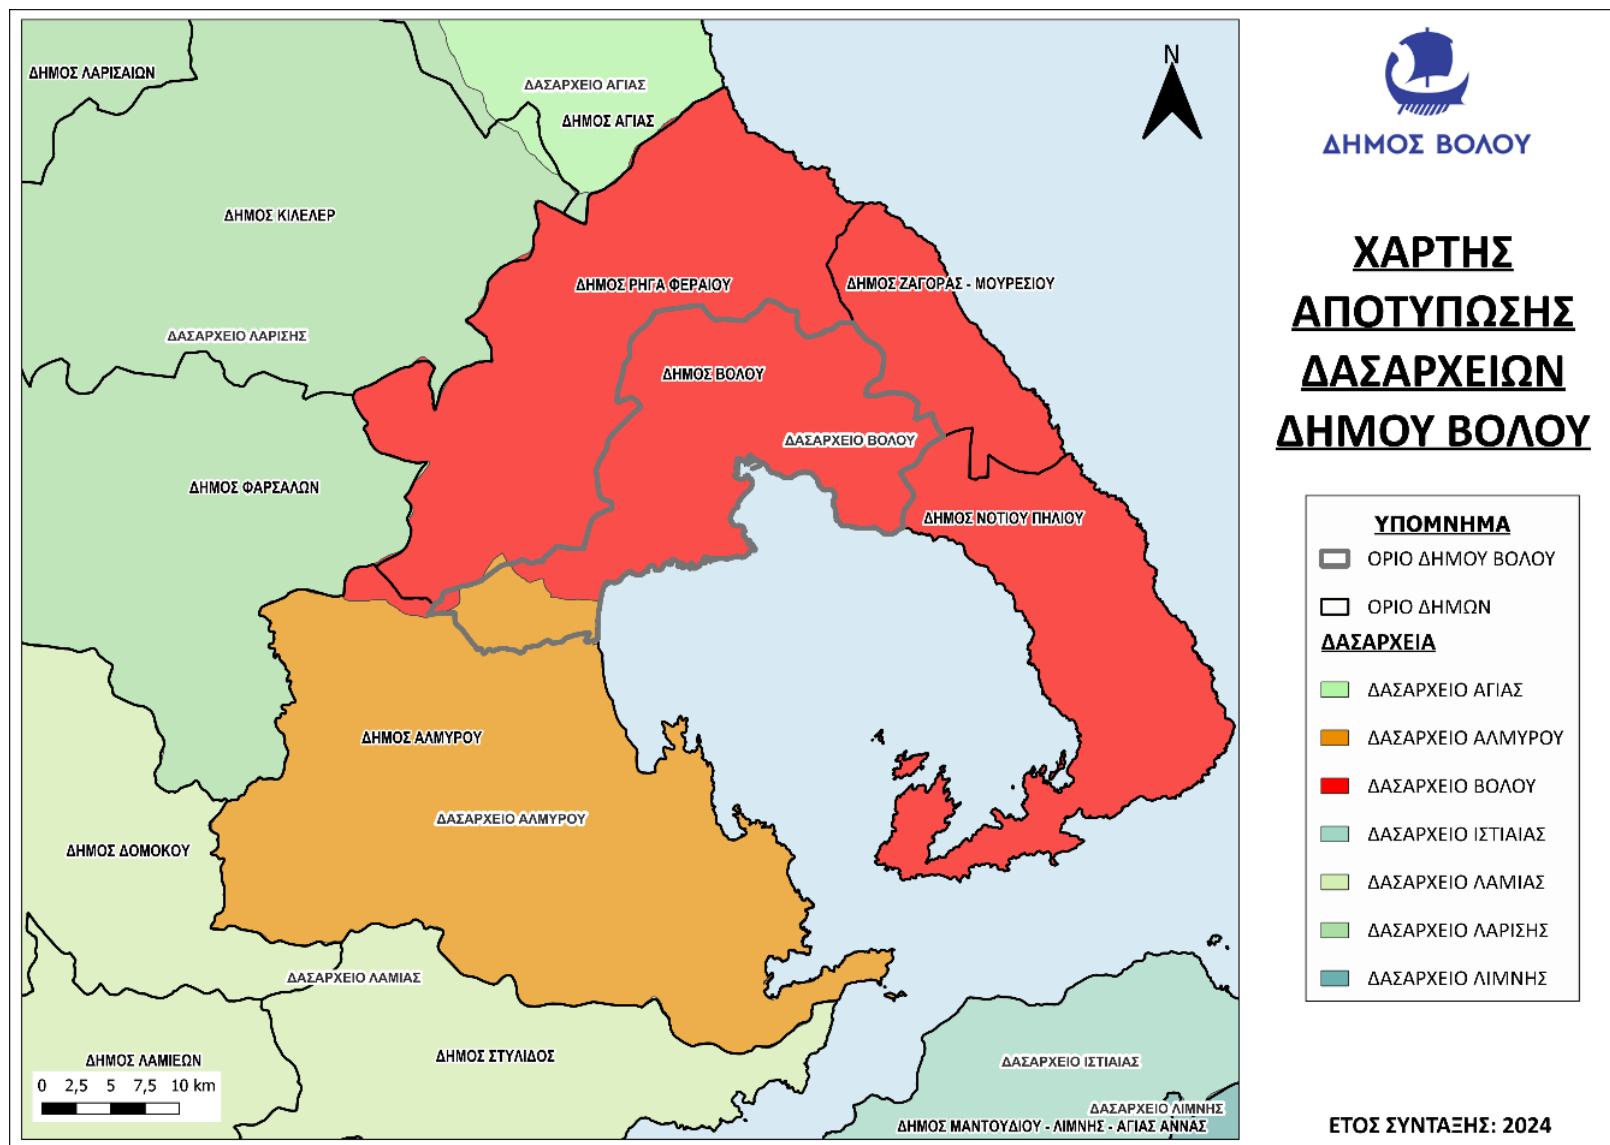 ΔΗΜΟΣ ΛΑΡΙΣΑΙΩΝ
ΔΑΣΑΡΧΕΙΟ ΑΓΙΑΣ
ΔΗΜΟΣ ΑΓΙΑΣ
N
ΔΗΜΟΣ ΚΙΛΕΛΕΡ
ΔΗΜΟΣ ΡΗΓΑ ΦΕΡΑΙΟΥ
ΔΗΜΟΣ ΖΑΓΟΡΑΣ - ΜΟΥΡΕΣΙΟΥ
ΔΑΣΑΡΧΕΙΟ ΛΑΡΙΣΗΣ
ΔΗΜΟΣ ΒΟΛΟΥ
ΔΑΣΑΡΧΕΙΟ ΒΟΛΟΥ
ΔΗΜΟΣ ΦΑΡΣΑΛΩΝ
ΔΗΜΟΣ ΝΟΤΙΟΥ ΠΗΛΙΟΥ
ΔΗΜΟΣ ΑΛΜΥΡΟΥ
ΔΑΣΑΡΧΕΙΟ ΑΛΜΥΡΟΥ
ΔΗΜΟΣ ΔΟΜΟΚΟΥ
ΔΑΣΑΡΧΕΙΟ ΛΑΜΙΑΣ
ΔΗΜΟΣ ΣΤΥΛΙΔΟΣ
ΔΗΜΟΣ ΛΑΜΙΕΩΝ
ΔΑΣΑΡΧΕΙΟ ΙΣΤΙΑΙΑΣ
0 2,5 5 7,5 10 km
ΔΑΣΑΡΧΕΙΟ ΛΙΜΝΗΣ
ΔΗΜΟΣ ΜΑΝΤΟΥΔΙΟΥ - ΛΙΜΝΗΣ - ΑΓΙΑΣ ΑΝΝΑΣ
ΔΗΜΟΣ ΒΟΛΟΥ
ΧΑΡΤΗΣ
ΑΠΟΤΥΠΩΣΗΣ
ΔΑΣΑΡΧΕΙΩΝ
ΔΗΜΟΥ ΒΟΛΟΥ
ΥΠΟΜΝΗΜΑ
ΟΡΙΟ ΔΗΜΟΥ ΒΟΛΟΥ
ΟΡΙΟ ΔΗΜΩΝ
ΔΑΣΑΡΧΕΙΑ
ΔΑΣΑΡΧΕΙΟ ΑΓΙΑΣ
ΔΑΣΑΡΧΕΙΟ ΑΛΜΥΡΟΥ
ΔΑΣΑΡΧΕΙΟ ΒΟΛΟΥ
ΔΑΣΑΡΧΕΙΟ ΙΣΤΙΑΙΑΣ
ΔΑΣΑΡΧΕΙΟ ΛΑΜΙΑΣ
ΔΑΣΑΡΧΕΙΟ ΛΑΡΙΣΗΣ
ΔΑΣΑΡΧΕΙΟ ΛΙΜΝΗΣ
ΕΤΟΣ ΣΥΝΤΑΞΗΣ: 2024